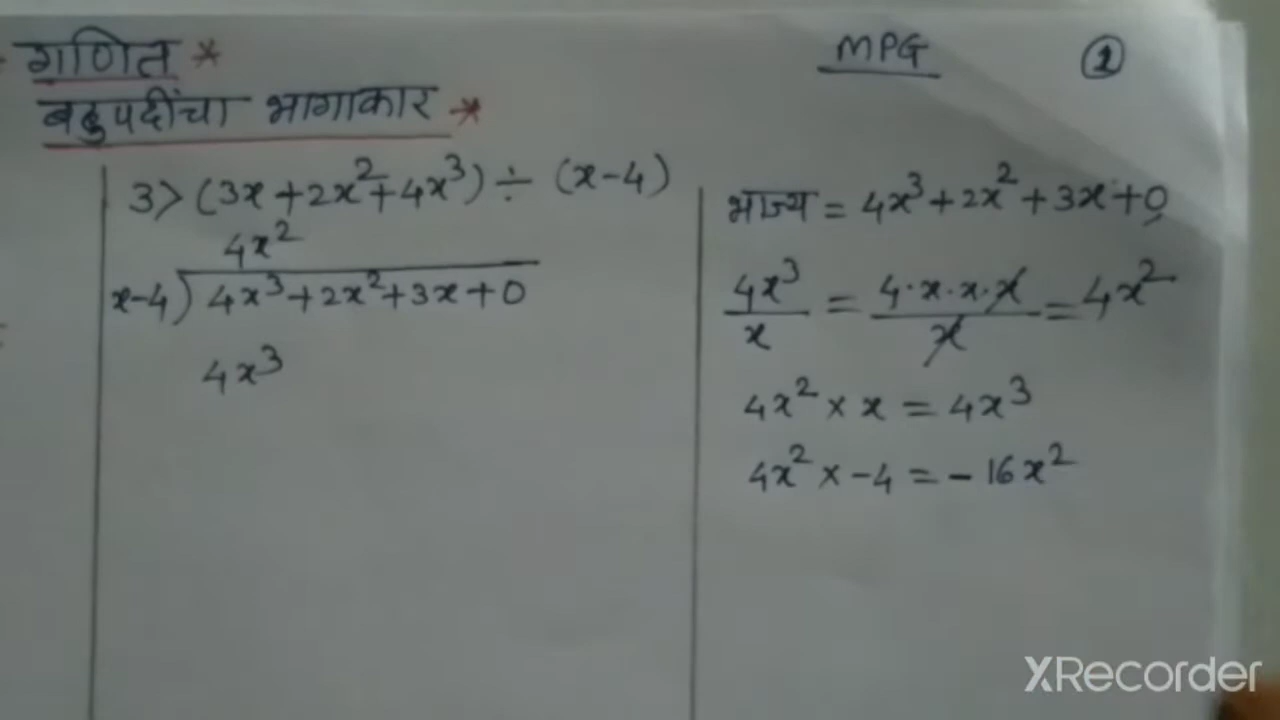 * गणित *
MPG
①
बहुपदींचा भागाकार *
3> (3x+2x²+4x³) ÷ (x-4)
4x²
x-4) 4x³+2x²+3x+0
4x³
भाज्य = 4x³+2x²+3x+0
4x³/x = 4·x·x·x/x = 4x²
4x² × x = 4x³
4x² × -4 = -16x²
XRecorder